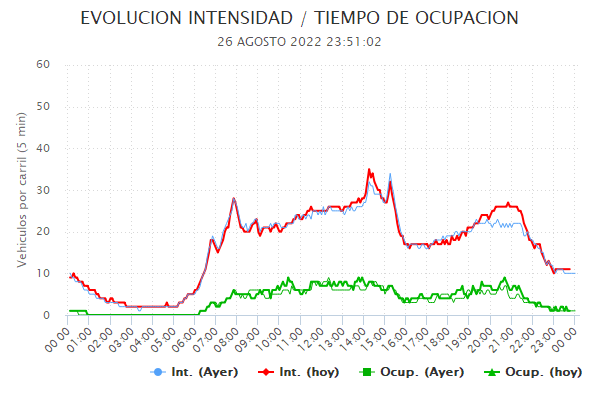 EVOLUCION INTENSIDAD / TIEMPO DE OCUPACION
26 AGOSTO 2022 23:51:02
Vehiculos por carril (5 min)
60
50
40
30
20
10
0
00:00 01:00 02:00 03:00 04:00 05:00 06:00 07:00 08:00 09:00 10:00 11:00 12:00 13:00 14:00 15:00 16:00 17:00 18:00 19:00 20:00 21:00 22:00 23:00 00:00
Int. (Ayer) Int. (hoy) Ocup. (Ayer) Ocup. (hoy)